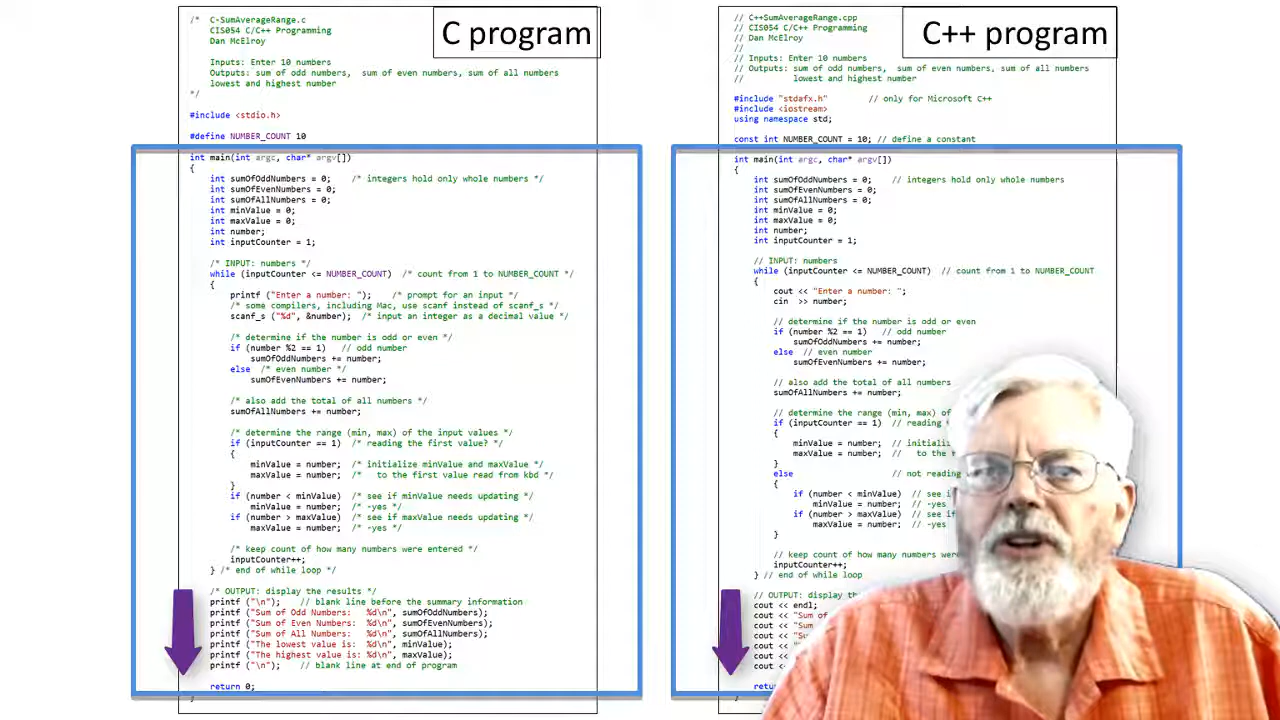 C program
/*  C-SumAverageRange.c
CIS054 C/C++ Programming
Dan McElroy
Inputs: Enter 10 numbers
Outputs: sum of odd numbers,  sum of even numbers, sum of all numbers
lowest and highest number
*/
#include <stdio.h>
#define NUMBER_COUNT 10
int main(int argc, char* argv[])
{
int sumOfOddNumbers = 0;    /* integers hold only whole numbers */
int sumOfEvenNumbers = 0;
int sumOfAllNumbers = 0;
int minValue = 0;
int maxValue = 0;
int number;
int inputCounter = 1;
/* INPUT: numbers */
while (inputCounter <= NUMBER_COUNT)  /* count from 1 to NUMBER_COUNT */
{
printf ("Enter a number: ");    /* prompt for an input */
/* some compilers, including Mac, use scanf instead of scanf_s */
scanf_s ("%d", &number);  /* input an integer as a decimal value */
/* determine if the number is odd or even */
if (number %2 == 1)   // odd number
sumOfOddNumbers += number;
else  /* even number */
sumOfEvenNumbers += number;
/* also add the total of all numbers */
sumOfAllNumbers += number;
/* determine the range (min, max) of the input values */
if (inputCounter == 1)  /* reading the first value? */
{
minValue = number;  /* initialize minValue and maxValue */
maxValue = number;  /*   to the first value read from kbd */
}
if (number < minValue)  /* see if minValue needs updating */
minValue = number;  /* -yes */
if (number > maxValue)  /* see if maxValue needs updating */
maxValue = number;  /* -yes */
/* keep count of how many numbers were entered */
inputCounter++;
} /* end of while loop */
/* OUTPUT: display the results */
printf ("\n");    // blank line before the summary information
printf ("Sum of Odd Numbers:   %d\n", sumOfOddNumbers);
printf ("Sum of Even Numbers:  %d\n", sumOfEvenNumbers);
printf ("Sum of All Numbers:   %d\n", sumOfAllNumbers);
printf ("The lowest value is:  %d\n", minValue);
printf ("The highest value is: %d\n", maxValue);
printf ("\n");    // blank line at end of program
return 0;
}
C++ program
// C++SumAverageRange.cpp
// CIS054 C/C++ Programming
// Dan McElroy
//
// Inputs: Enter 10 numbers
// Outputs: sum of odd numbers,  sum of even numbers, sum of all numbers
//          lowest and highest number
#include "stdafx.h"        // only for Microsoft C++
#include <iostream>
using namespace std;
const int NUMBER_COUNT = 10; // define a constant
int main(int argc, char* argv[])
{
int sumOfOddNumbers = 0;    // integers hold only whole numbers
int sumOfEvenNumbers = 0;
int sumOfAllNumbers = 0;
int minValue = 0;
int maxValue = 0;
int number;
int inputCounter = 1;
// INPUT: numbers
while (inputCounter <= NUMBER_COUNT)  // count from 1 to NUMBER_COUNT
{
cout << "Enter a number: ";
cin  >> number;
// determine if the number is odd or even
if (number %2 == 1)   // odd number
sumOfOddNumbers += number;
else  // even number
sumOfEvenNumbers += number;
// also add the total of all numbers
sumOfAllNumbers += number;
// determine the range (min, max) of
if (inputCounter == 1)  // reading
{
minValue = number;  // initial
maxValue = number;  //   to the
}
else                // not reading
{
if (number < minValue)  // see if
minValue = number;  // -yes
if (number > maxValue)  // see if
maxValue = number;  // -yes
}
// keep count of how many numbers were
inputCounter++;
} // end of while loop
// OUTPUT: display
cout << endl;
cout << "Sum of
cout << "Sum
cout << "Sum
cout <<
cout <<
cout <<
}